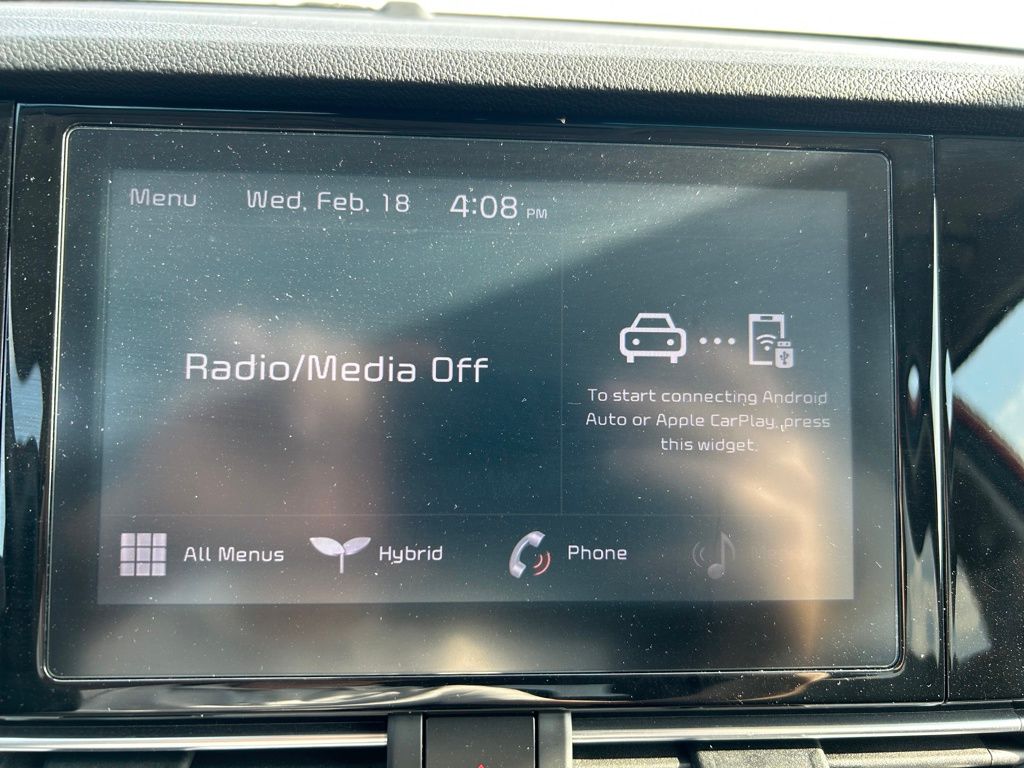 Menu Wed, Feb. 18 4:08 PM
Radio/Media Off
To start connecting Android
Auto or Apple CarPlay, press
this widget.
All Menus Hybrid Phone